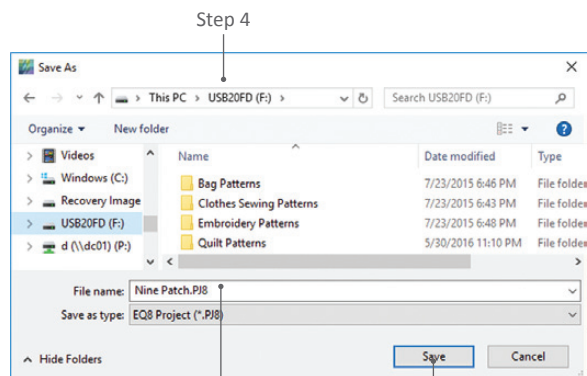 Step 4
Save As
This PC > USB20FD (F:) >
Search USB20FD (F:)
Organize
New folder
Name
Date modified
Type
Videos
Windows (C:)
Recovery Image
USB20FD (F:)
d (\\dc01) (P:)
Bag Patterns 7/23/2015 6:46 PM File folder
Clothes Sewing Patterns 7/23/2015 6:43 PM File folder
Embroidery Patterns 7/23/2015 6:48 PM File folder
Quilt Patterns 5/30/2016 11:10 PM File folder
File name: Nine Patch.PJ8
Save as type: EQ8 Project (*.PJ8)
Hide Folders
Save
Cancel